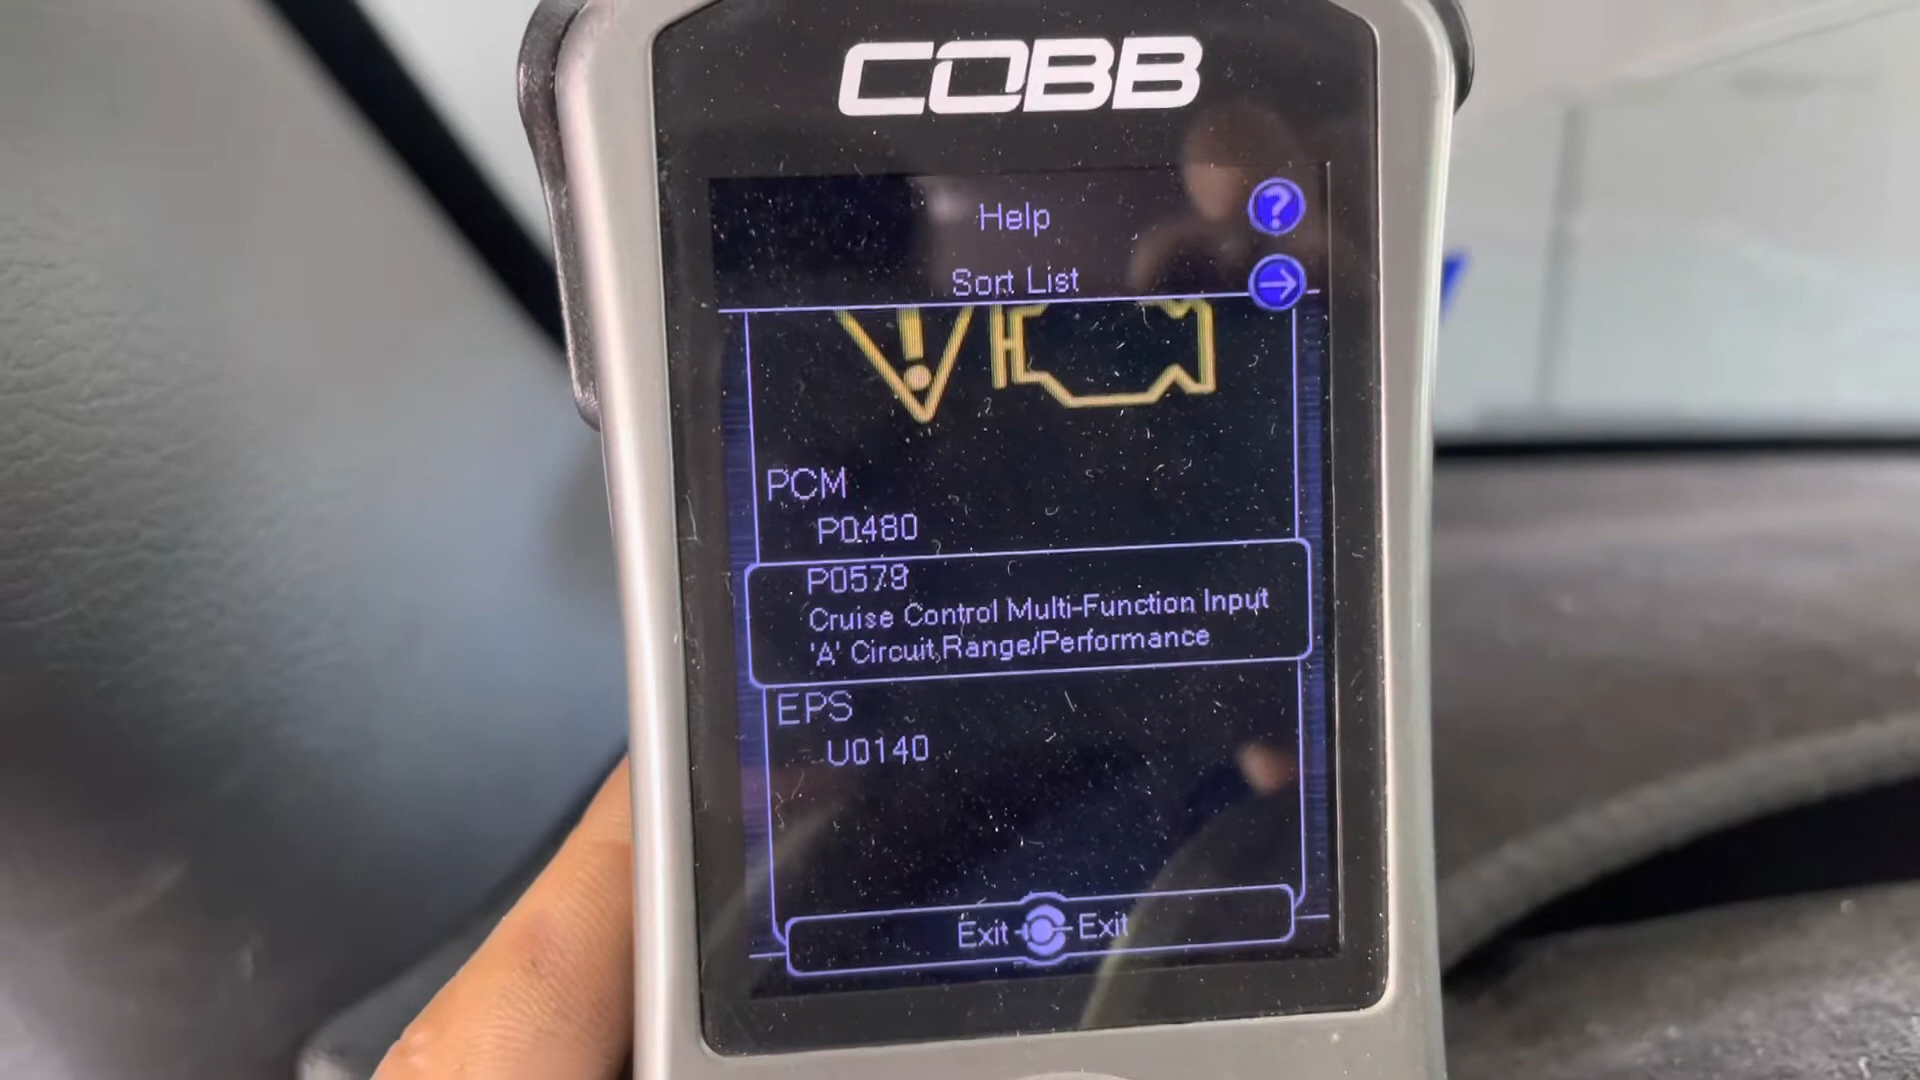 COBB
Help
?
Sort List
PCM
P0480
P0579
Cruise Control Multi-Function Input
'A' Circuit Range/Performance
EPS
U0140
Exit Exit